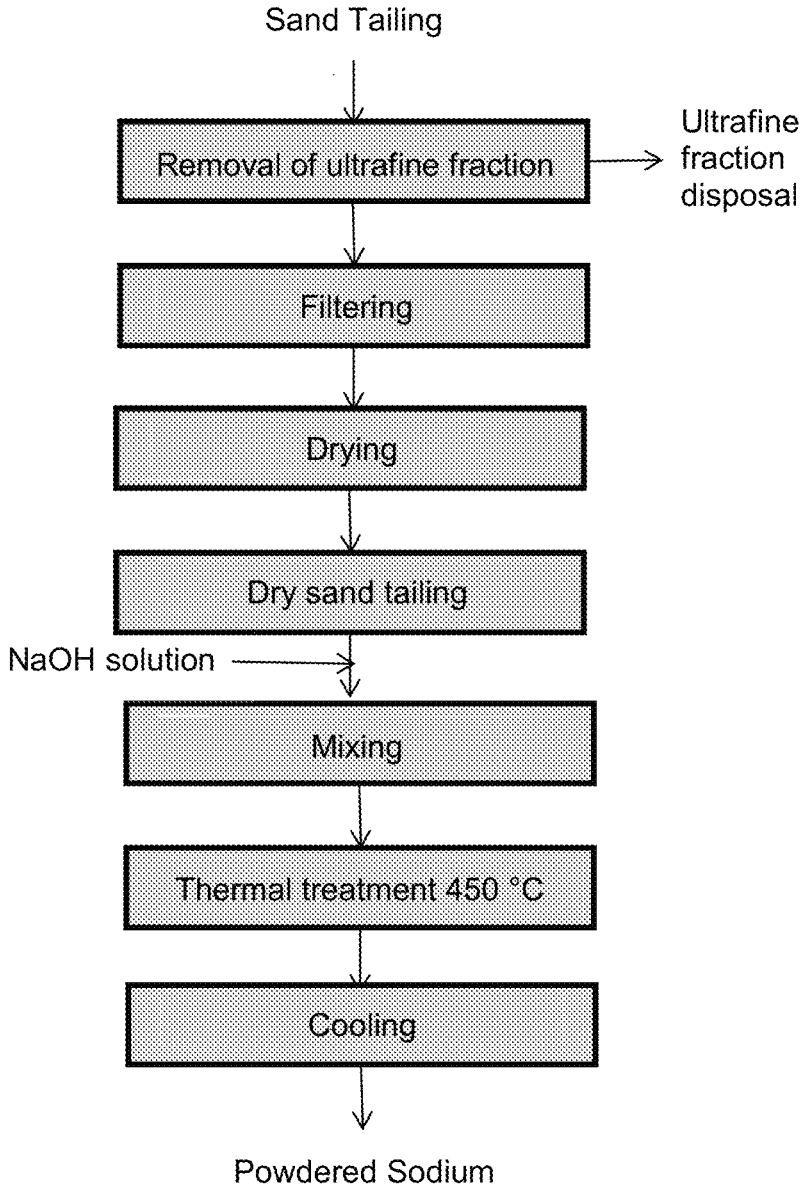 Sand Tailing
Removal of ultrafine fraction
Ultrafine
fraction
disposal
Filtering
Drying
Dry sand tailing
NaOH solution
Mixing
Thermal treatment 450 °C
Cooling
Powdered Sodium